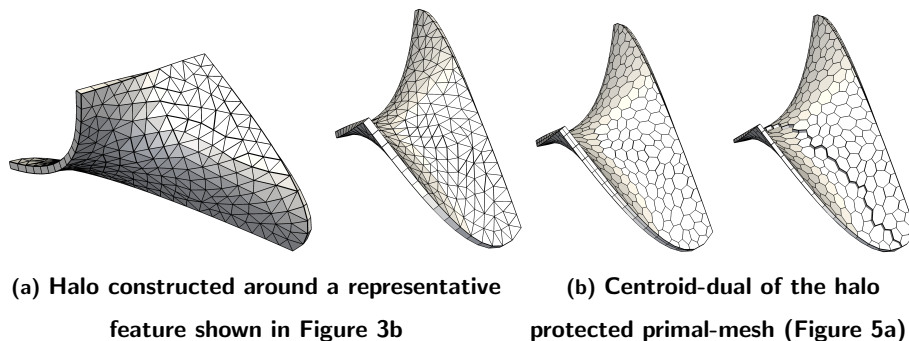 (a) Halo constructed around a representative
feature shown in Figure 3b
(b) Centroid-dual of the halo
protected primal-mesh (Figure 5a)